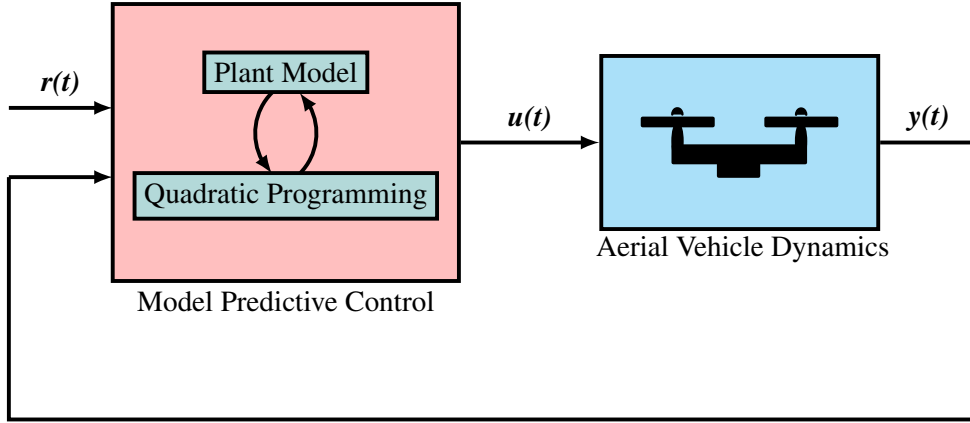 Plant Model
r(t)
u(t)
y(t)
Quadratic Programming
Aerial Vehicle Dynamics
Model Predictive Control